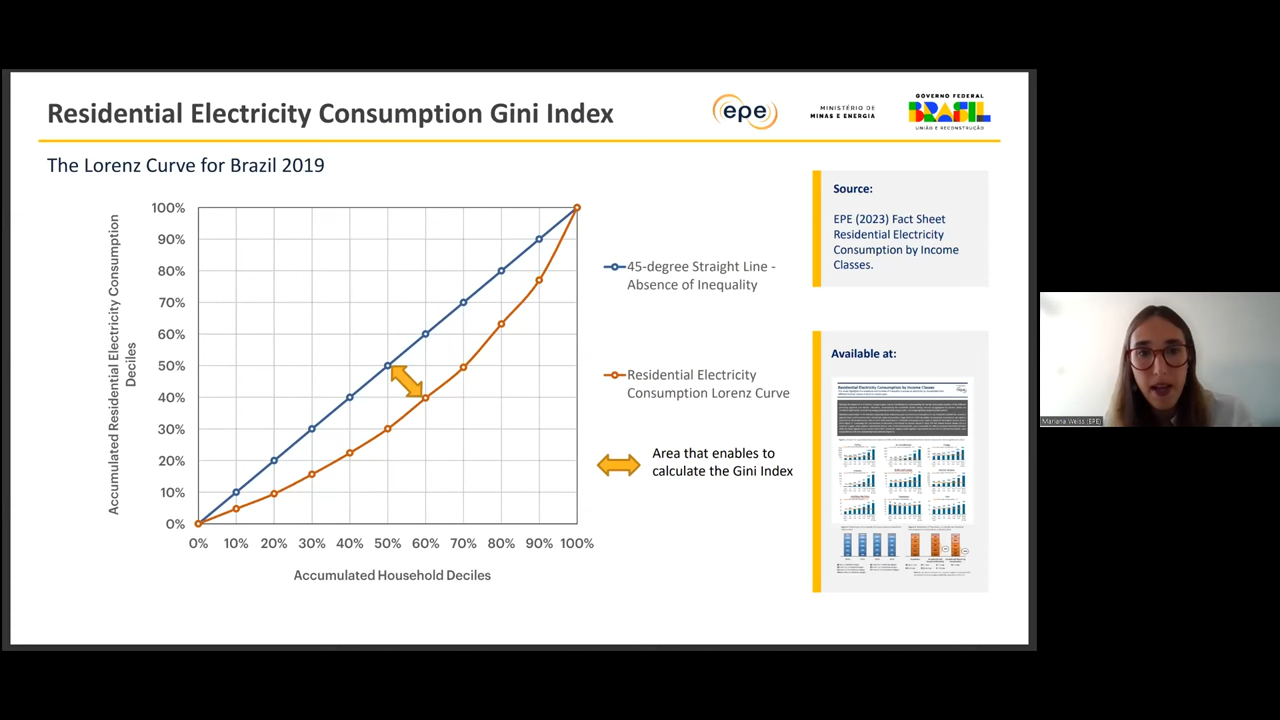 Residential Electricity Consumption Gini Index
epe
MINISTÉRIO DE
MINAS E ENERGIA
GOVERNO FEDERAL
BRASIL
UNIÃO E RECONSTRUÇÃO
The Lorenz Curve for Brazil 2019
Accumulated Residential Electricity Consumption
Deciles
100%
90%
80%
70%
60%
50%
40%
30%
20%
10%
0%
0% 10% 20% 30% 40% 50% 60% 70% 80% 90% 100%
Accumulated Household Deciles
45-degree Straight Line -
Absence of Inequality
Residential Electricity
Consumption Lorenz Curve
Area that enables to
calculate the Gini Index
Source:
EPE (2023) Fact Sheet
Residential Electricity
Consumption by Income
Classes.
Available at:
Residential Electricity Consumption by Income Classes
Mariana Weiss (EPE)